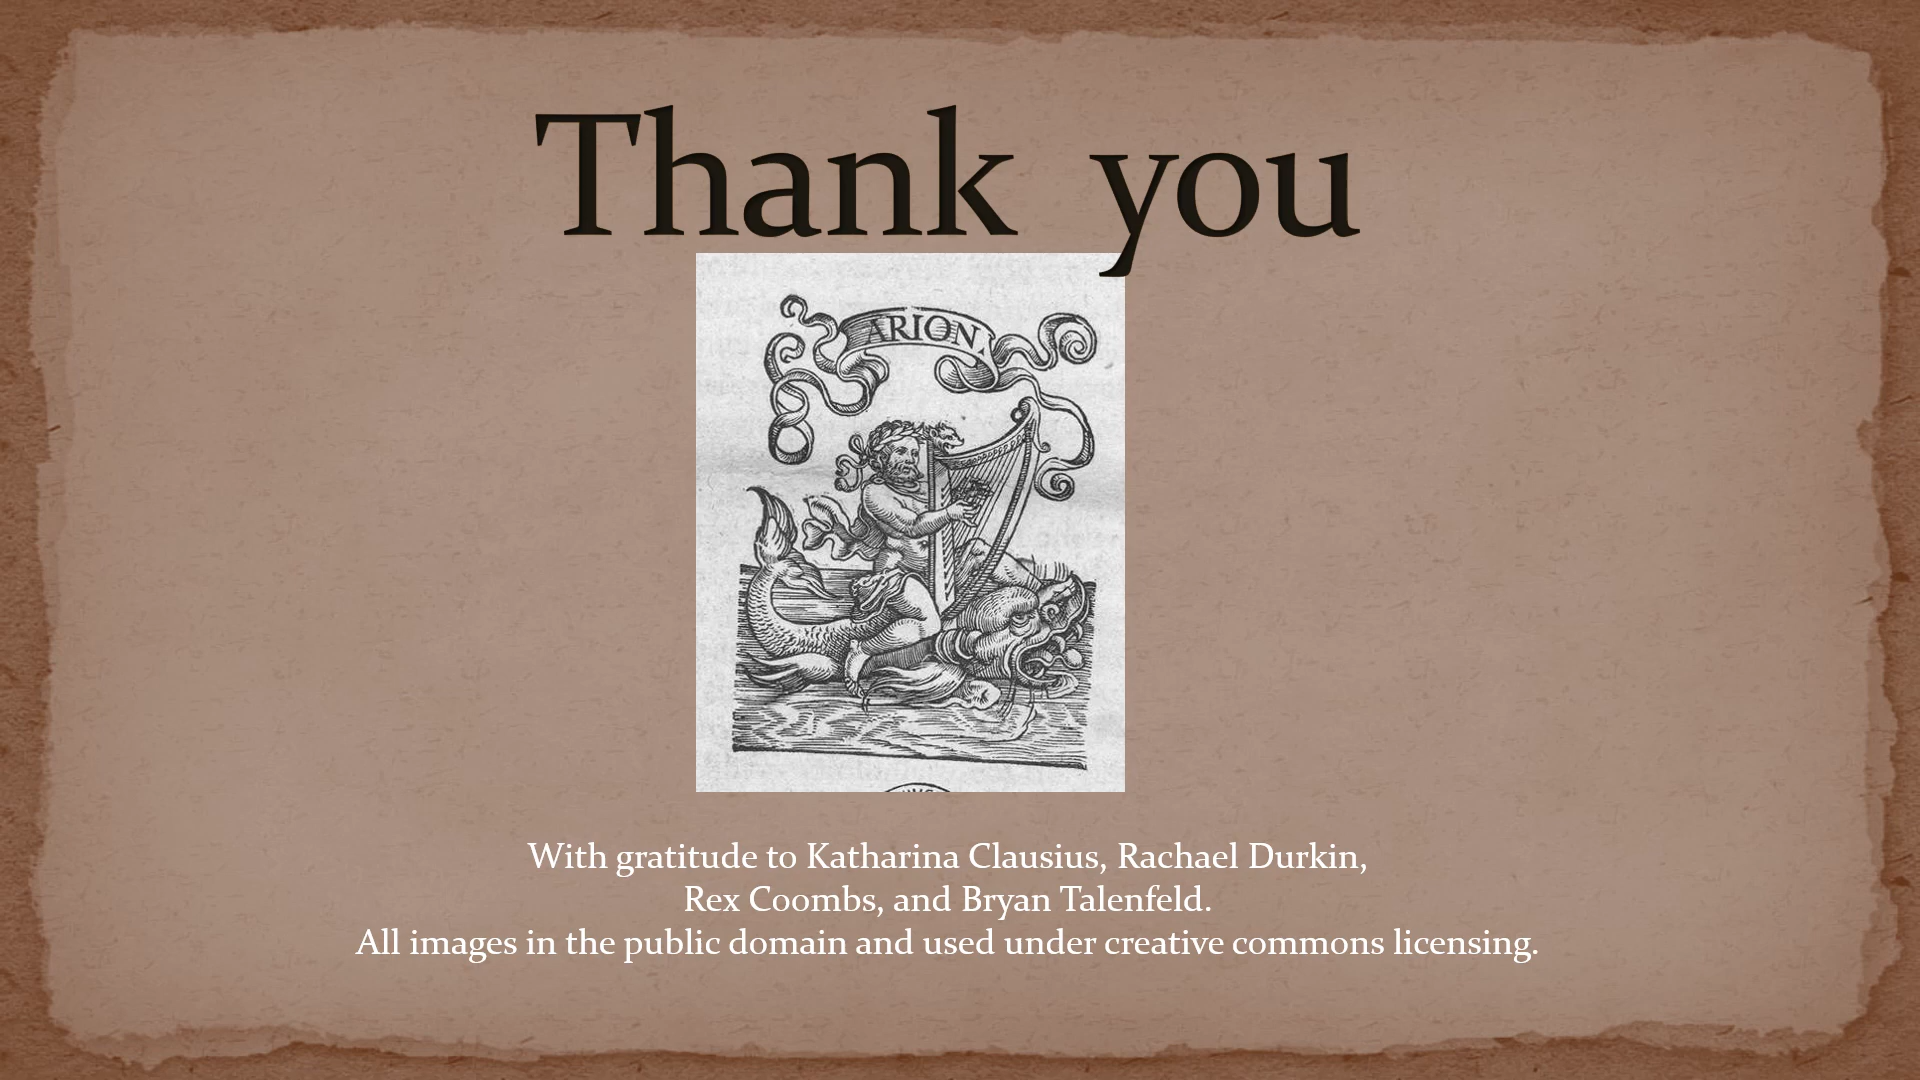 Thank you
ARION
With gratitude to Katharina Clausius, Rachael Durkin,
Rex Coombs, and Bryan Talenfeld.
All images in the public domain and used under creative commons licensing.